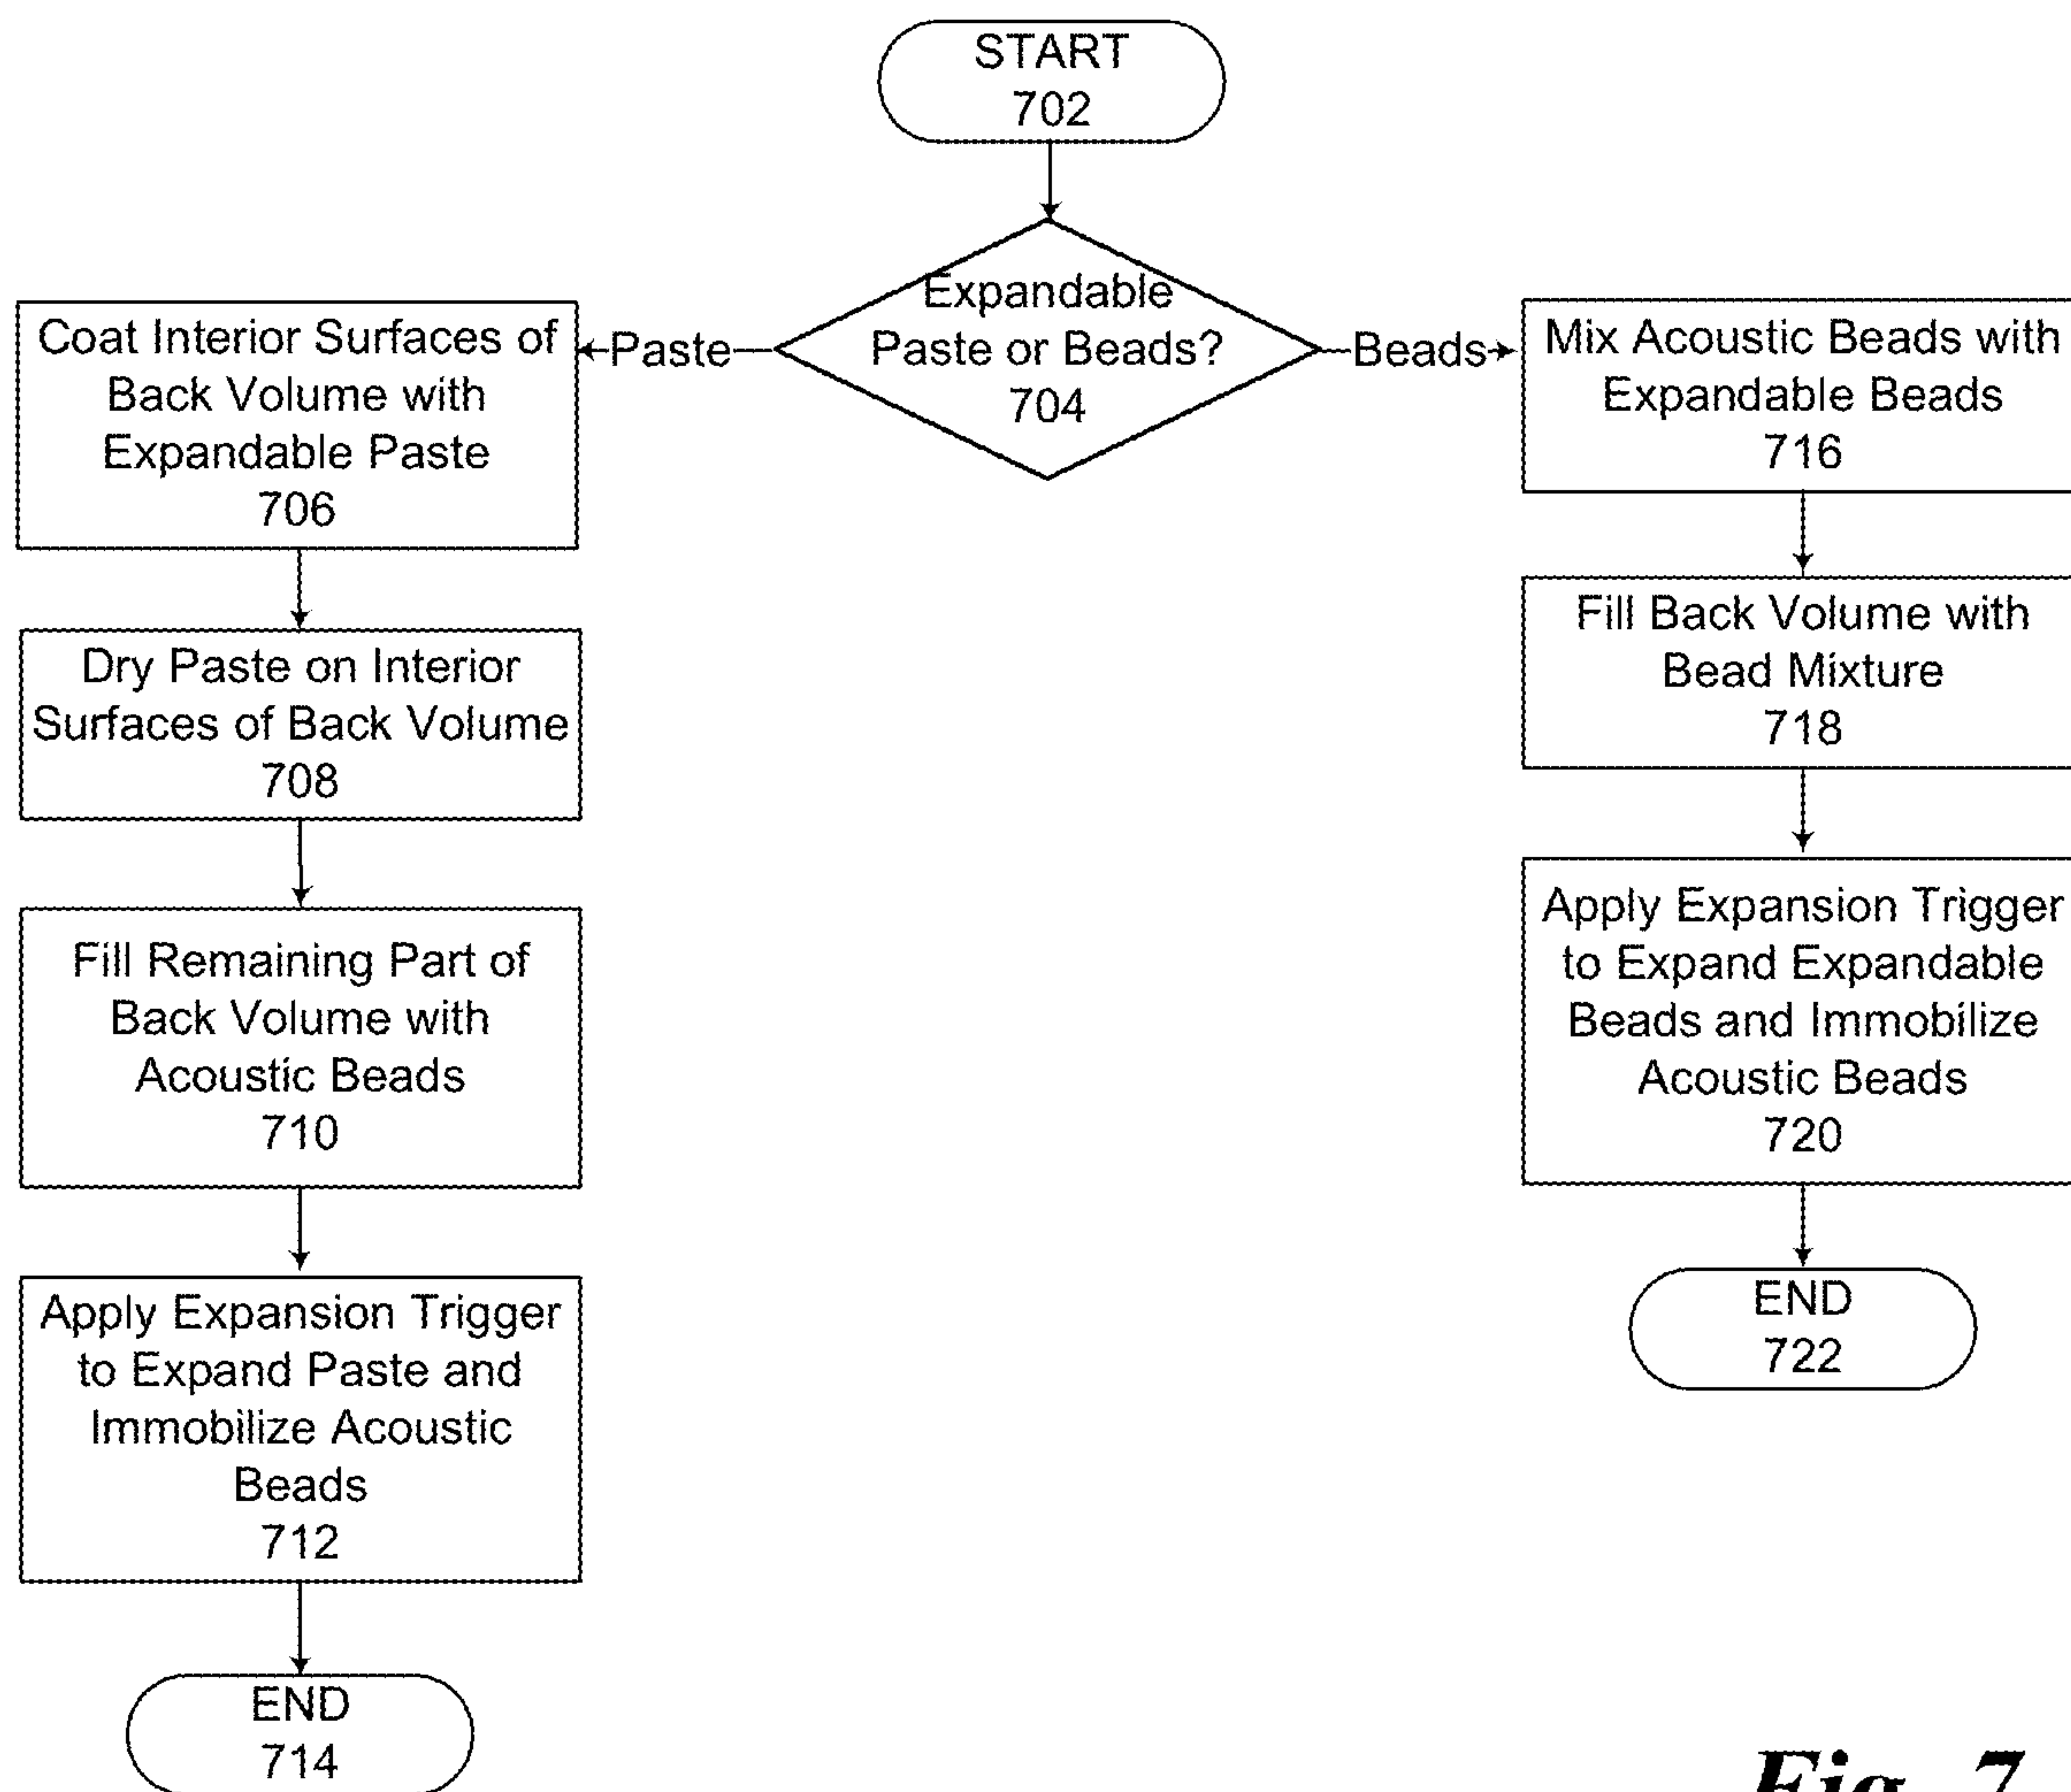 START
702
Expandable
Paste or Beads?
704
Paste
Beads
Coat Interior Surfaces of
Back Volume with
Expandable Paste
706
Dry Paste on Interior
Surfaces of Back Volume
708
Fill Remaining Part of
Back Volume with
Acoustic Beads
710
Apply Expansion Trigger
to Expand Paste and
Immobilize Acoustic
Beads
712
END
714
Mix Acoustic Beads with
Expandable Beads
716
Fill Back Volume with
Bead Mixture
718
Apply Expansion Trigger
to Expand Expandable
Beads and Immobilize
Acoustic Beads
720
END
722
Fig. 7